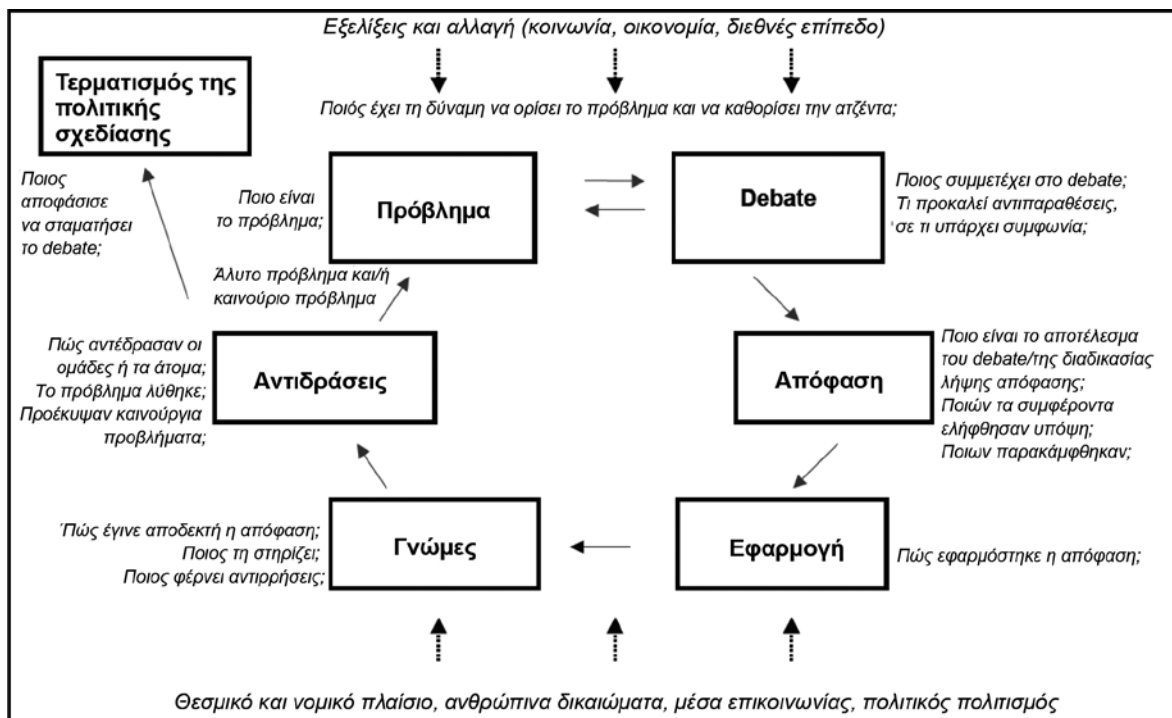 Εξελίξεις και αλλαγή (κοινωνία, οικονομία, διεθνές επίπεδο)
Ποιός έχει τη δύναμη να ορίσει το πρόβλημα και να καθορίσει την ατζέντα;
Τερματισμός της
πολιτικής
σχεδίασης
Ποιος
αποφάσισε
να σταματήσει
το debate;
Ποιο είναι
το πρόβλημα;
Πρόβλημα
Debate
Ποιος συμμετέχει στο debate;
Τι προκαλεί αντιπαραθέσεις,
σε τι υπάρχει συμφωνία;
Άλυτο πρόβλημα και/ή
καινούριο πρόβλημα
Πώς αντέδρασαν οι
ομάδες ή τα άτομα;
Το πρόβλημα λύθηκε;
Προέκυψαν καινούργια
προβλήματα;
Αντιδράσεις
Απόφαση
Ποιο είναι το αποτέλεσμα
του debate/της διαδικασίας
λήψης απόφασης;
Ποιών τα συμφέροντα
ελήφθησαν υπόψη;
Ποιων παρακάμφθηκαν;
΄Πώς έγινε αποδεκτή η απόφαση;
Ποιος τη στηρίζει;
Ποιος φέρνει αντιρρήσεις;
Γνώμες
Εφαρμογή
Πώς εφαρμόστηκε η απόφαση;
Θεσμικό και νομικό πλαίσιο, ανθρώπινα δικαιώματα, μέσα επικοινωνίας, πολιτικός πολιτισμός